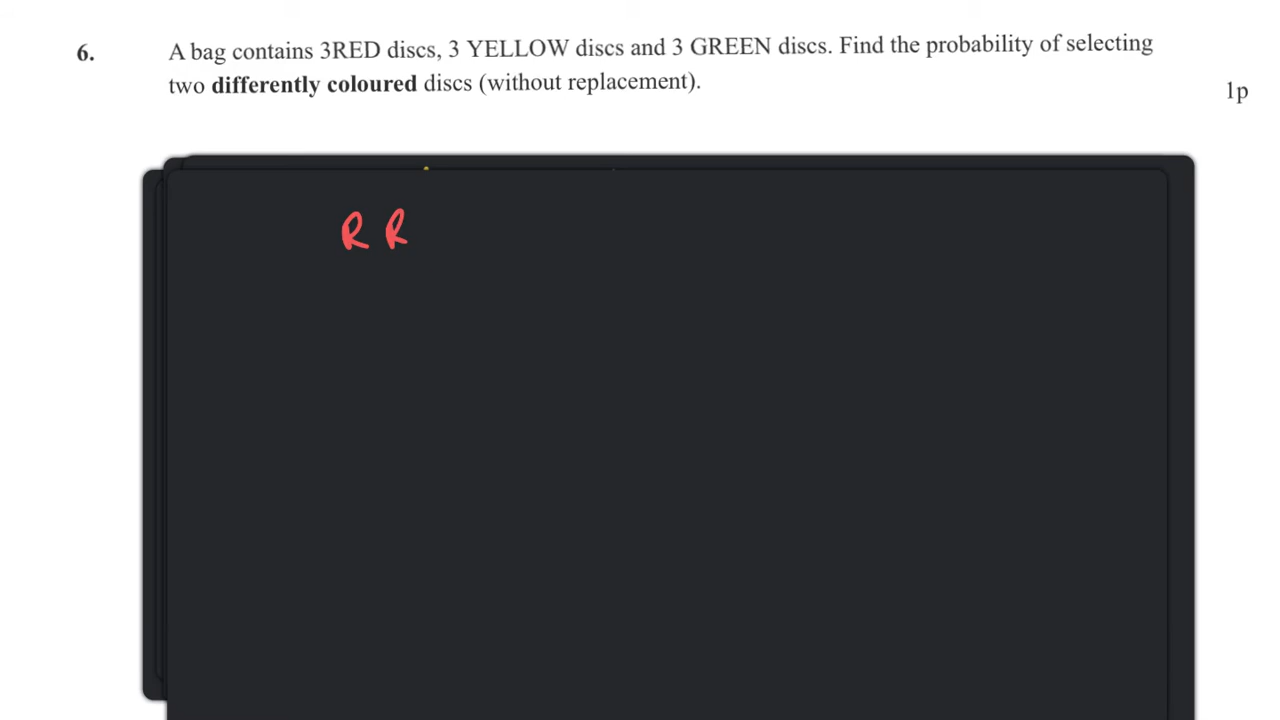 6. A bag contains 3RED discs, 3 YELLOW discs and 3 GREEN discs. Find the probability of selecting
two differently coloured discs (without replacement).
1p
R R